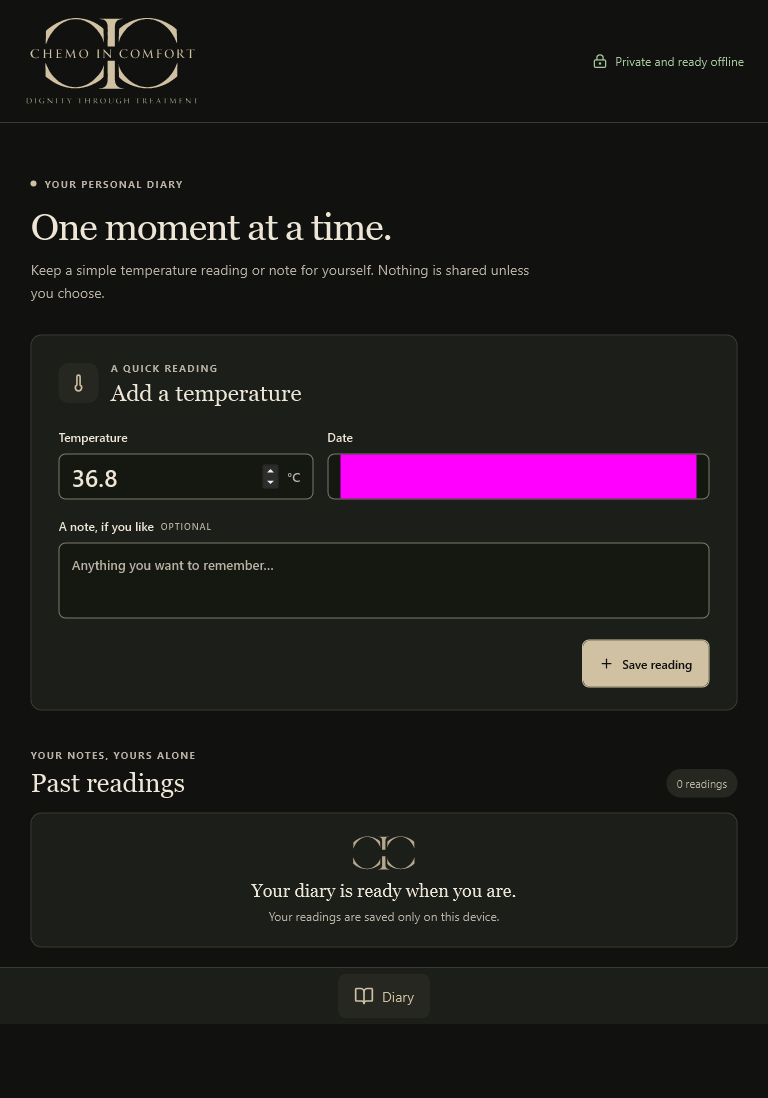 CHEMO IN COMFORT
DIGNITY THROUGH TREATMENT
Private and ready offline
YOUR PERSONAL DIARY
One moment at a time.
Keep a simple temperature reading or note for yourself. Nothing is shared unless
you choose.
A QUICK READING
Add a temperature
Temperature
Date
36.8
°C
A note, if you like OPTIONAL
Anything you want to remember...
Save reading
YOUR NOTES, YOURS ALONE
Past readings
0 readings
Your diary is ready when you are.
Your readings are saved only on this device.
Diary